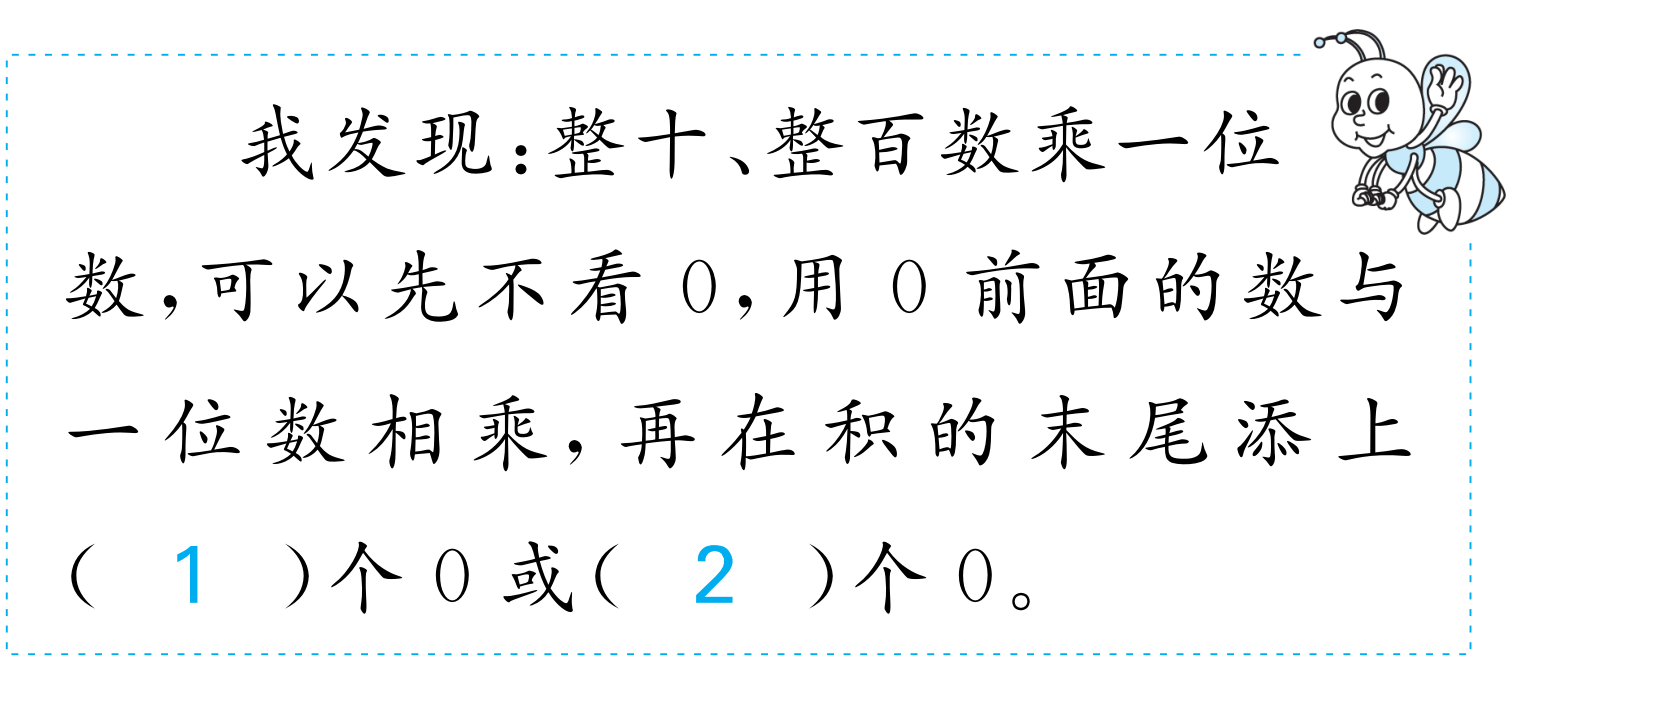 我发现:整十、整百数乘一位
数,可以先不看 0,用 0 前面的数与
一位数相乘,再在积的末尾添上
( 1 )个 0 或( 2 )个 0。